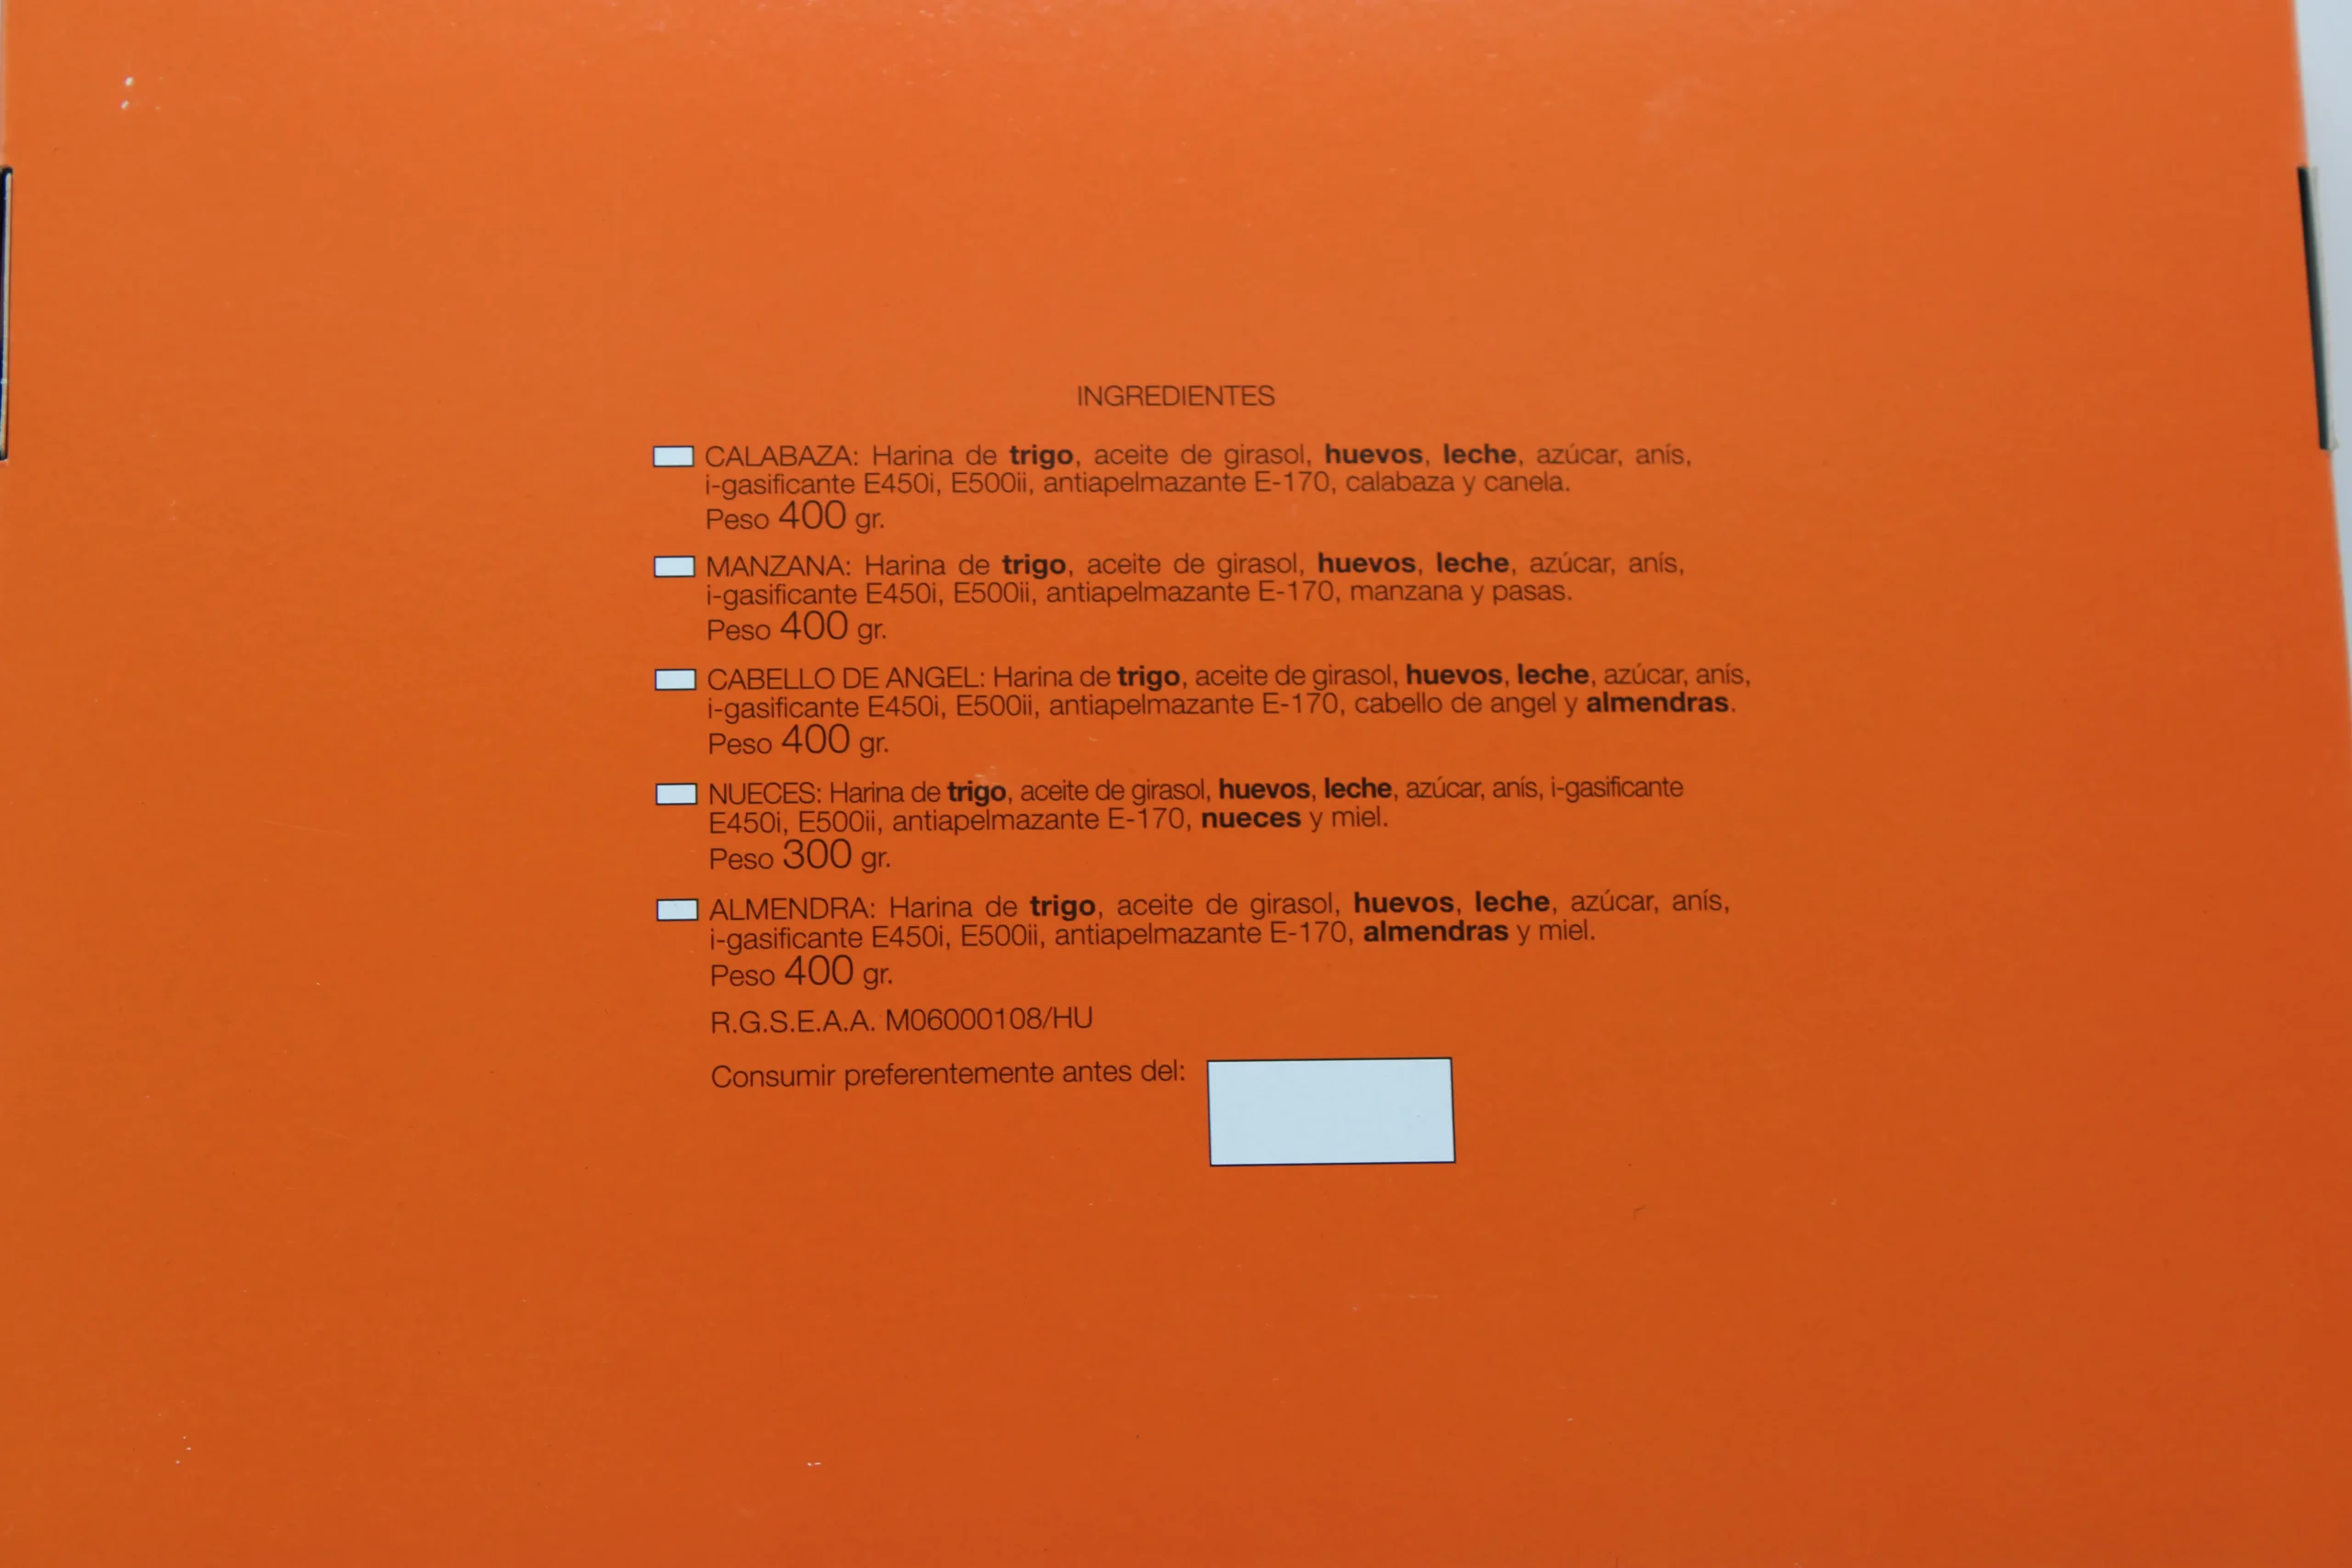 INGREDIENTES
CALABAZA: Harina de trigo, aceite de girasol, huevos, leche, azúcar, anís,
i-gasificante E450i, E500ii, antiapelmazante E-170, calabaza y canela.
Peso 400 gr.
MANZANA: Harina de trigo, aceite de girasol, huevos, leche, azúcar, anís,
i-gasificante E450i, E500ii, antiapelmazante E-170, manzana y pasas.
Peso 400 gr.
CABELLO DE ANGEL: Harina de trigo, aceite de girasol, huevos, leche, azúcar, anís,
i-gasificante E450i, E500ii, antiapelmazante E-170, cabello de angel y almendras.
Peso 400 gr.
NUECES: Harina de trigo, aceite de girasol, huevos, leche, azúcar, anís, i-gasificante
E450i, E500ii, antiapelmazante E-170, nueces y miel.
Peso 300 gr.
ALMENDRA: Harina de trigo, aceite de girasol, huevos, leche, azúcar, anís,
i-gasificante E450i, E500ii, antiapelmazante E-170, almendras y miel.
Peso 400 gr.
R.G.S.E.A.A. M06000108/HU
Consumir preferentemente antes del: